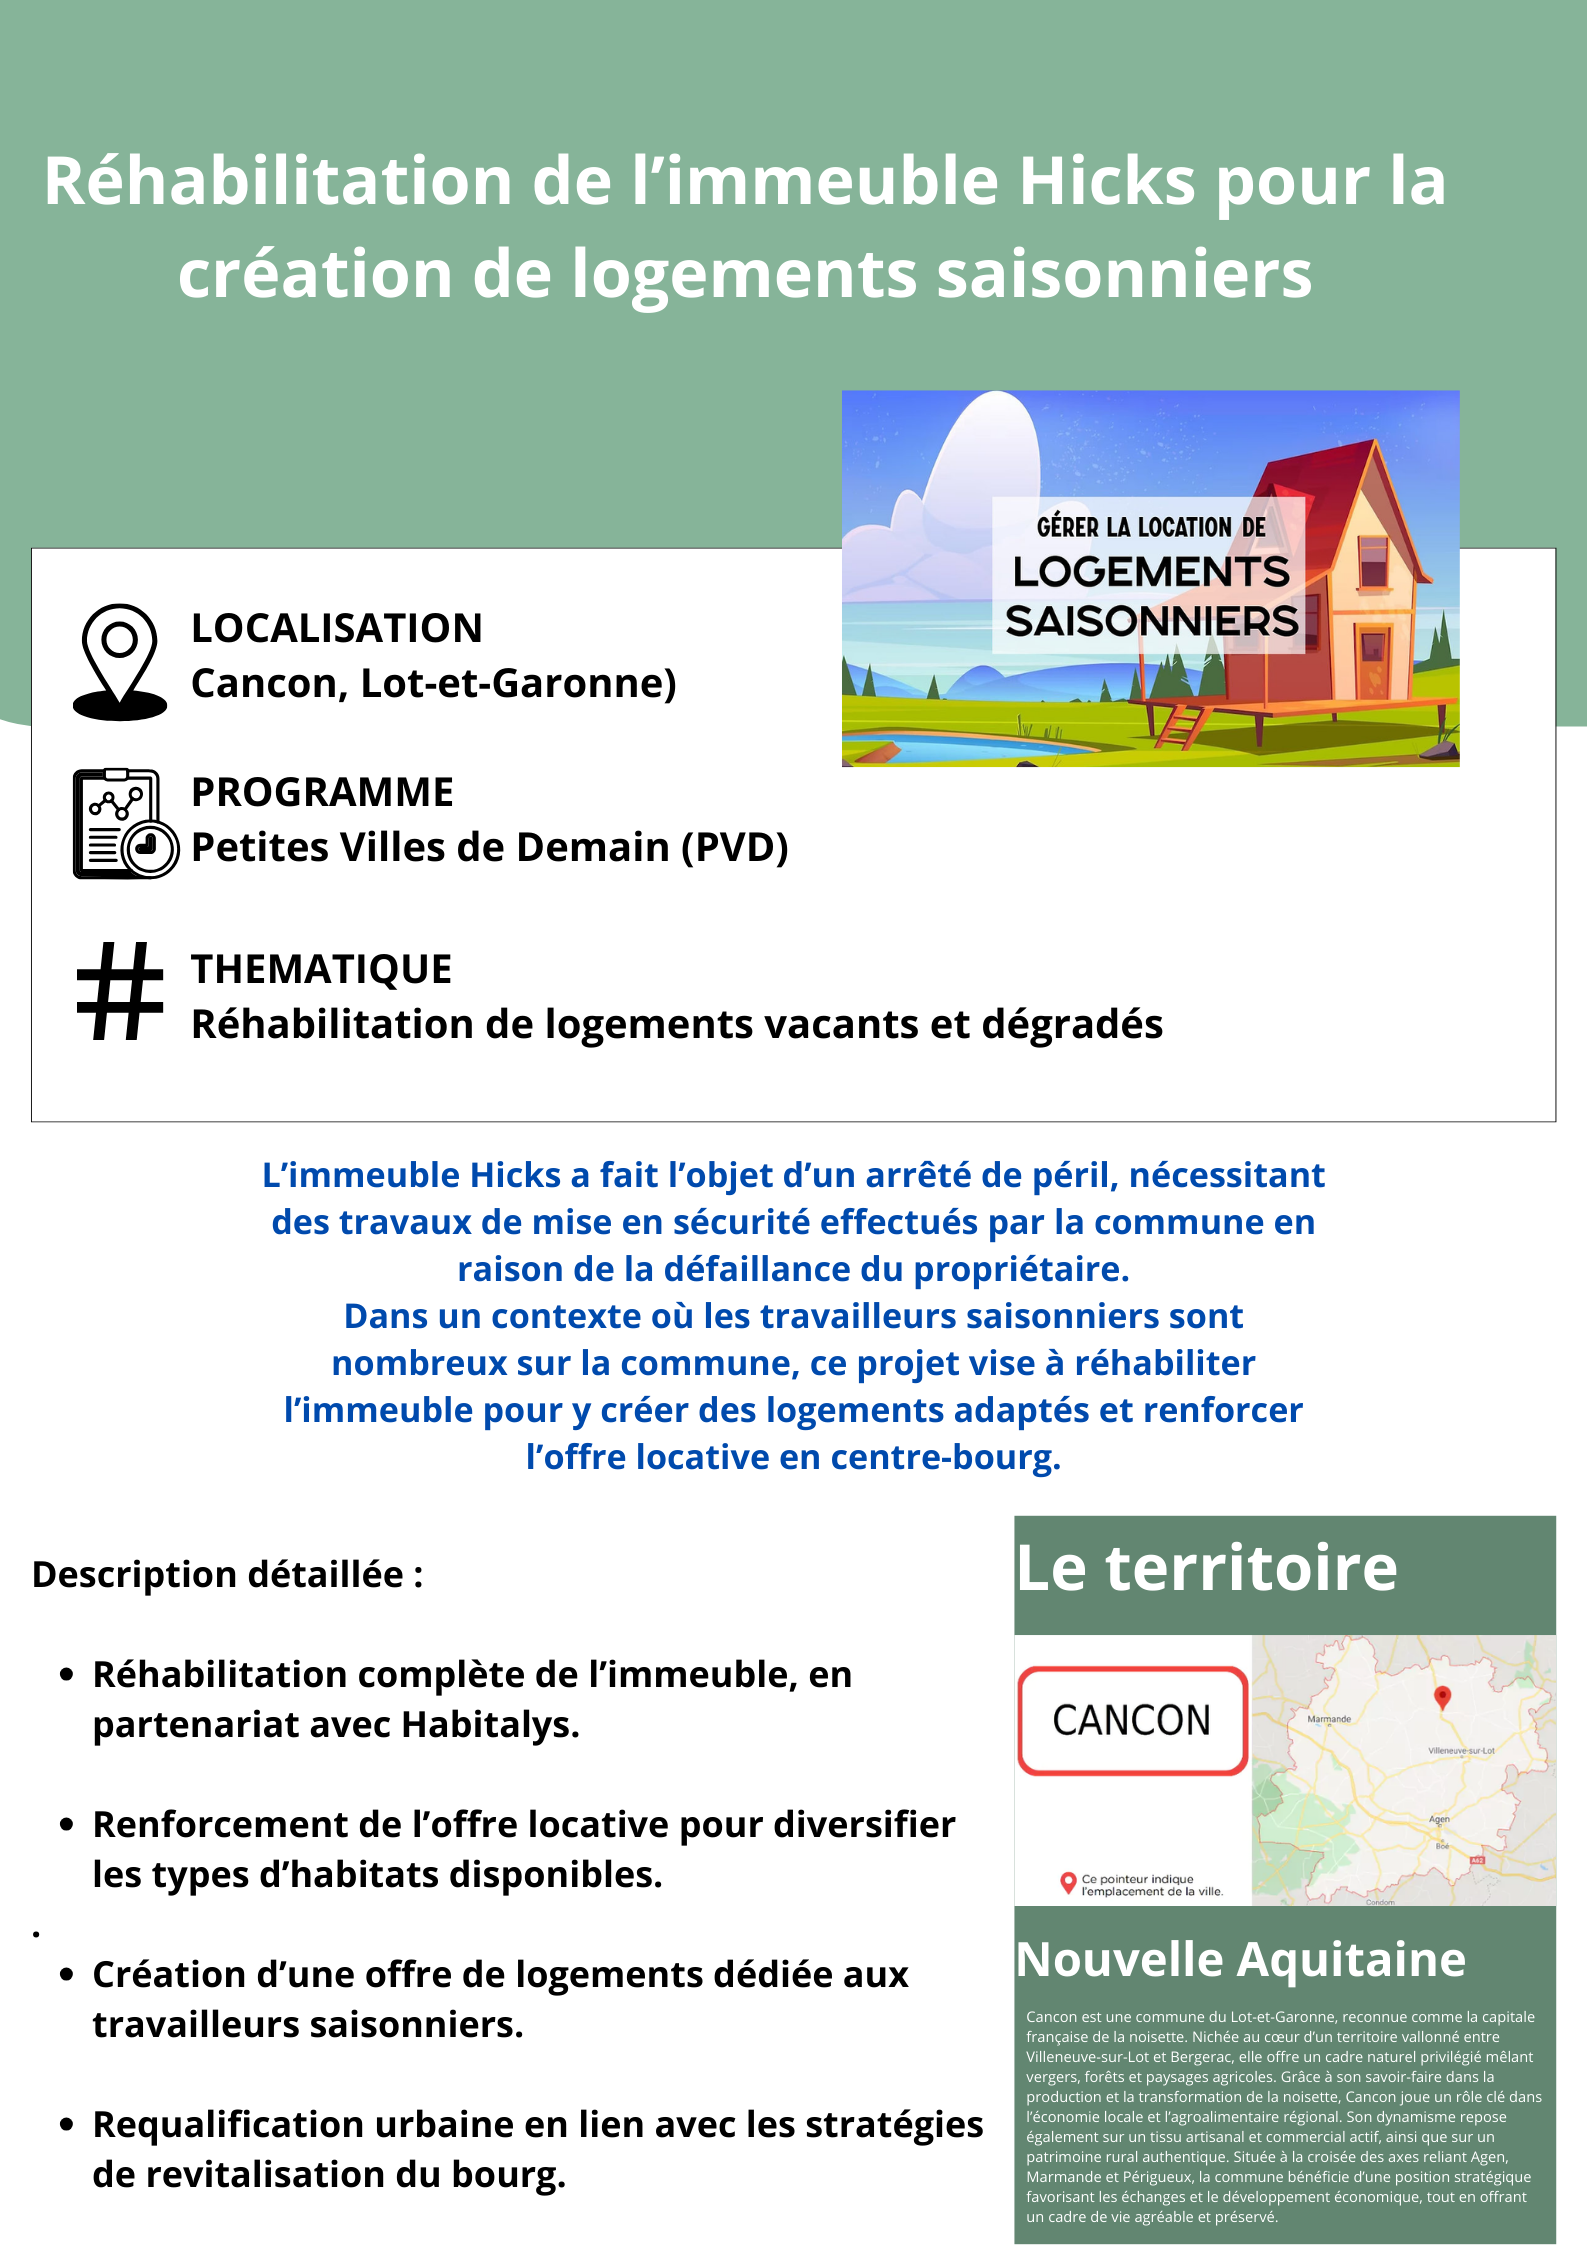 Réhabilitation de l’immeuble Hicks pour la
création de logements saisonniers
GÉRER LA LOCATION DE
LOGEMENTS
SAISONNIERS
LOCALISATION
Cancon, Lot-et-Garonne)
PROGRAMME
Petites Villes de Demain (PVD)
THEMATIQUE
Réhabilitation de logements vacants et dégradés
L’immeuble Hicks a fait l’objet d’un arrêté de péril, nécessitant
des travaux de mise en sécurité effectués par la commune en
raison de la défaillance du propriétaire.
Dans un contexte où les travailleurs saisonniers sont
nombreux sur la commune, ce projet vise à réhabiliter
l’immeuble pour y créer des logements adaptés et renforcer
l’offre locative en centre-bourg.
Description détaillée :
• Réhabilitation complète de l’immeuble, en
partenariat avec Habitalys.
• Renforcement de l’offre locative pour diversifier
les types d’habitats disponibles.
.
• Création d’une offre de logements dédiée aux
travailleurs saisonniers.
• Requalification urbaine en lien avec les stratégies
de revitalisation du bourg.
Le territoire
CANCON
Ce pointeur indique
l’emplacement de la ville.
Marmande
Villeneuve-sur-Lot
Agen
Boé
A62
Condom
Nouvelle Aquitaine
Cancon est une commune du Lot-et-Garonne, reconnue comme la capitale
française de la noisette. Nichée au cœur d’un territoire vallonné entre
Villeneuve-sur-Lot et Bergerac, elle offre un cadre naturel privilégié mêlant
vergers, forêts et paysages agricoles. Grâce à son savoir-faire dans la
production et la transformation de la noisette, Cancon joue un rôle clé dans
l’économie locale et l’agroalimentaire régional. Son dynamisme repose
également sur un tissu artisanal et commercial actif, ainsi que sur un
patrimoine rural authentique. Située à la croisée des axes reliant Agen,
Marmande et Périgueux, la commune bénéficie d’une position stratégique
favorisant les échanges et le développement économique, tout en offrant
un cadre de vie agréable et préservé.